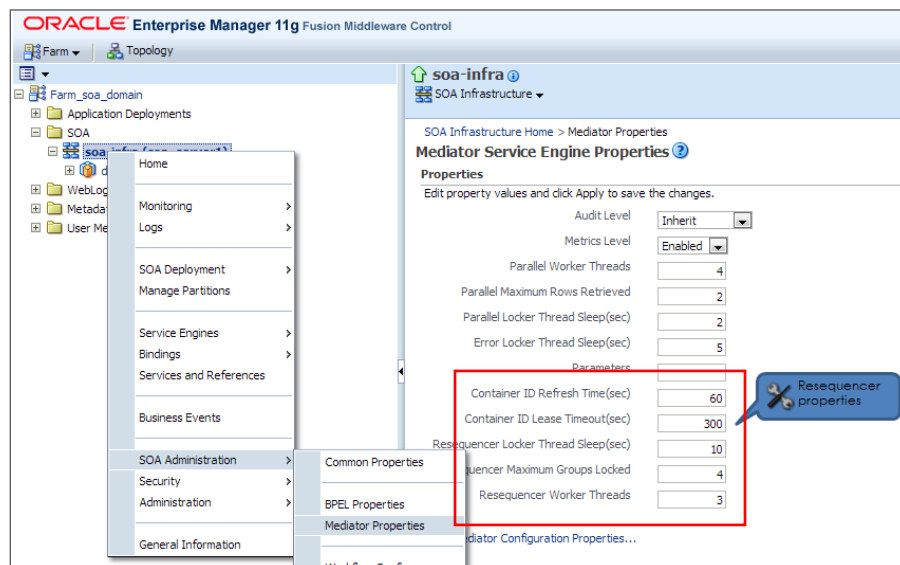 ORACLE Enterprise Manager 11g Fusion Middleware Control
Farm
Topology
Farm_soa_domain
Application Deployments
SOA
WebLog
Metada
User Me
Home
Monitoring
Logs
SOA Deployment
Manage Partitions
Service Engines
Bindings
Services and References
Business Events
SOA Administration
Security
Administration
General Information
Common Properties
BPEL Properties
Mediator Properties
soa-infra
SOA Infrastructure
SOA Infrastructure Home > Mediator Properties
Mediator Service Engine Properties
Properties
Edit property values and click Apply to save the changes.
Audit Level Inherit
Metrics Level Enabled
Parallel Worker Threads 4
Parallel Maximum Rows Retrieved 2
Parallel Locker Thread Sleep(sec) 2
Error Locker Thread Sleep(sec) 5
Parameters
Container ID Refresh Time(sec) 60
Container ID Lease Timeout(sec) 300
Resequencer Locker Thread Sleep(sec) 10
quencer Maximum Groups Locked 4
Resequencer Worker Threads 3
ediator Configuration Properties...
Resequencer
properties